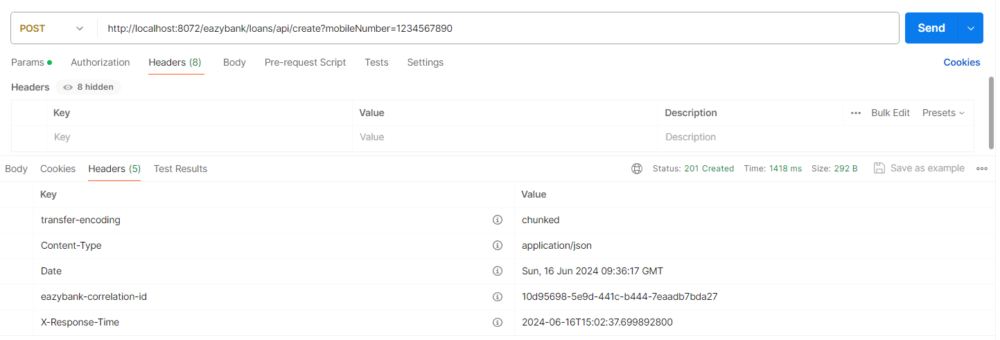 POST http://localhost:8072/eazybank/loans/api/create?mobileNumber=1234567890 Send
Params Authorization Headers (8) Body Pre-request Script Tests Settings Cookies
Headers 8 hidden
Key Value Description Bulk Edit Presets
Key Value Description
Body Cookies Headers (5) Test Results Status: 201 Created Time: 1418 ms Size: 292 B Save as example
Key Value
transfer-encoding chunked
Content-Type application/json
Date Sun, 16 Jun 2024 09:36:17 GMT
eazybank-correlation-id 10d95698-5e9d-441c-b444-7eaadb7bda27
X-Response-Time 2024-06-16T15:02:37.699892800